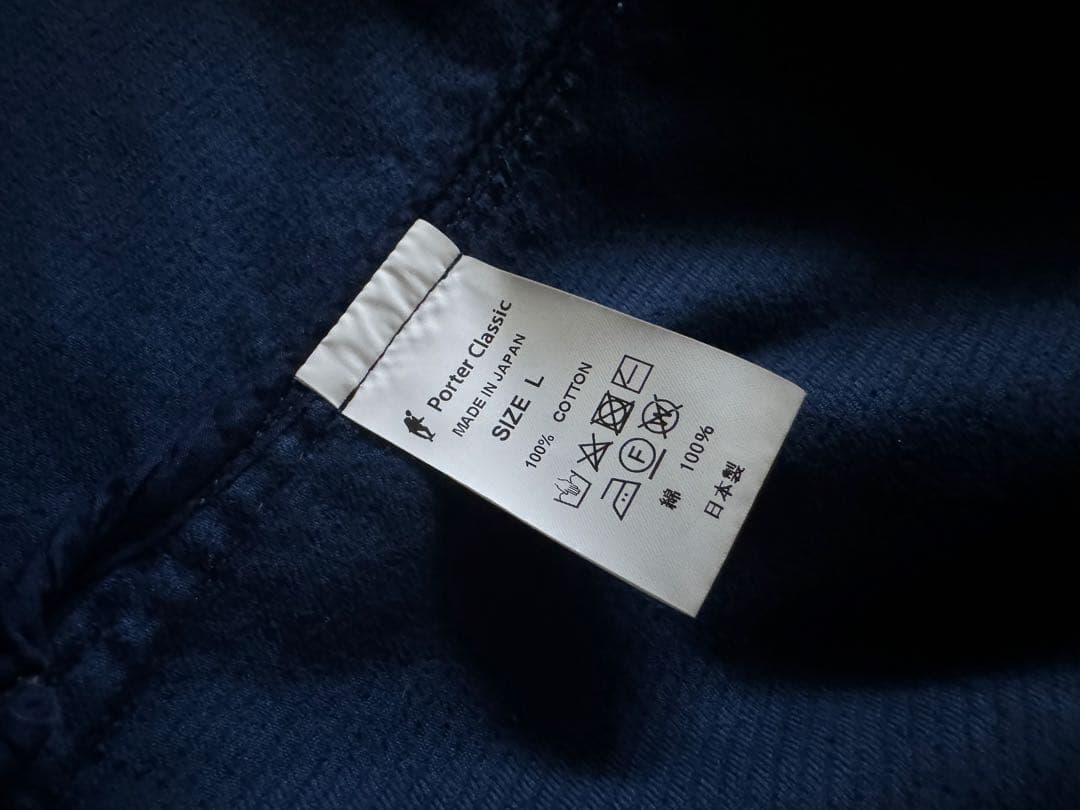 Porter Classic
MADE IN JAPAN
SIZE L
100% COTTON
F
W
綿 100%
日本製